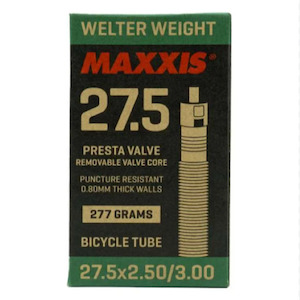 WELTER WEIGHT
MAXXIS®
27.5
PRESTA VALVE
REMOVABLE VALVE CORE
PUNCTURE RESISTANT
0.80MM THICK WALLS
277 GRAMS
BICYCLE TUBE
27.5x2.50/3.00